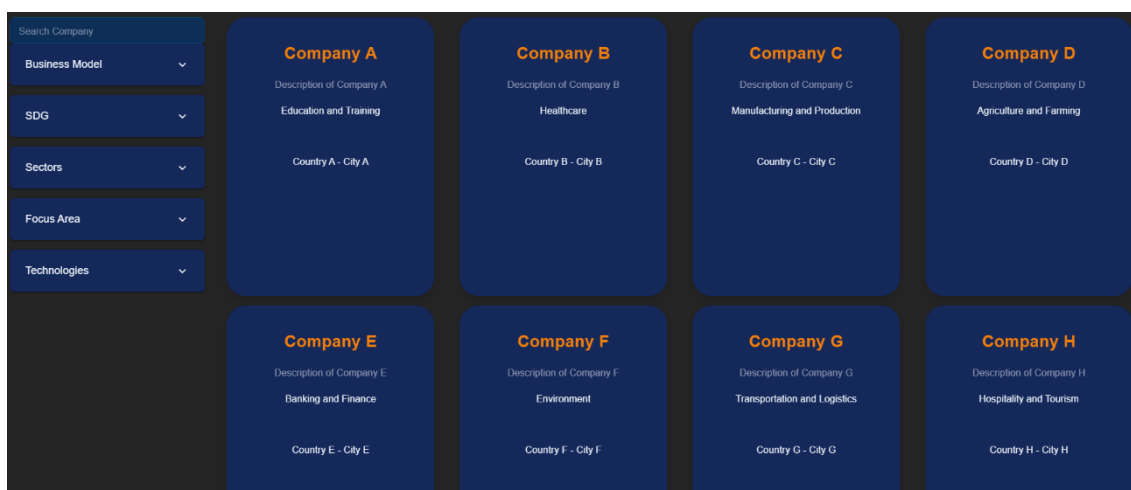 Search Company
Business Model
SDG
Sectors
Focus Area
Technologies
Company A
Description of Company A
Education and Training
Country A - City A
Company B
Description of Company B
Healthcare
Country B - City B
Company C
Description of Company C
Manufacturing and Production
Country C - City C
Company D
Description of Company D
Agriculture and Farming
Country D - City D
Company E
Description of Company E
Banking and Finance
Country E - City E
Company F
Description of Company F
Environment
Country F - City F
Company G
Description of Company G
Transportation and Logistics
Country G - City G
Company H
Description of Company H
Hospitality and Tourism
Country H - City H